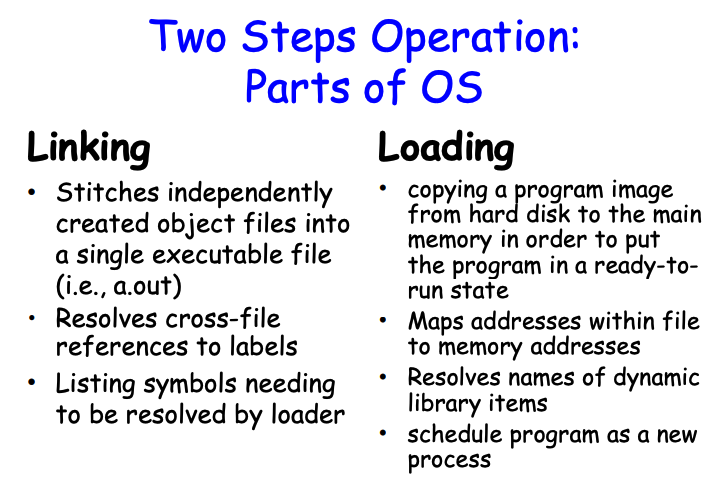 Two Steps Operation:
Parts of OS
Linking
• Stitches independently
created object files into
a single executable file
(i.e., a.out)
• Resolves cross-file
references to labels
• Listing symbols needing
to be resolved by loader
Loading
• copying a program image
from hard disk to the main
memory in order to put
the program in a ready-to-
run state
• Maps addresses within file
to memory addresses
• Resolves names of dynamic
library items
• schedule program as a new
process